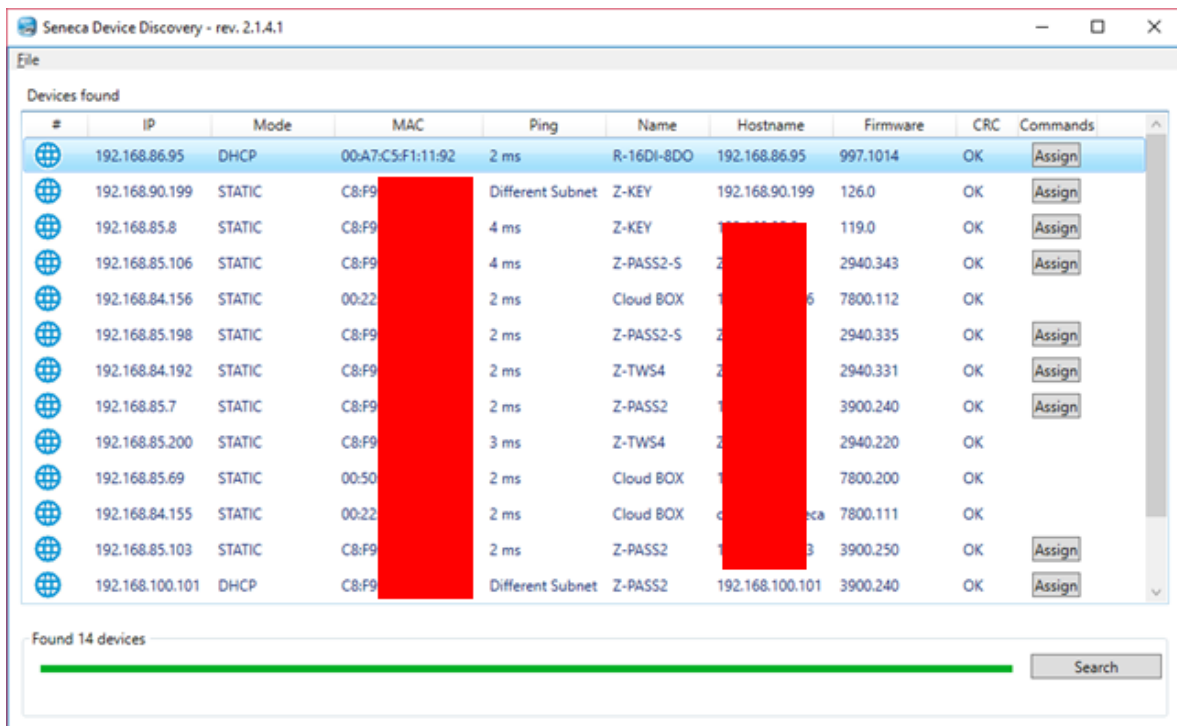 Seneca Device Discovery - rev. 2.1.4.1
File
Devices found
# IP Mode MAC Ping Name Hostname Firmware CRC Commands
192.168.86.95 DHCP 00:A7:C5:F1:11:92 2 ms R-16DI-8DO 192.168.86.95 997.1014 OK Assign
192.168.90.199 STATIC C8:F9 Different Subnet Z-KEY 192.168.90.199 126.0 OK Assign
192.168.85.8 STATIC C8:F9 4 ms Z-KEY 119.0 OK Assign
192.168.85.106 STATIC C8:F9 4 ms Z-PASS2-S 2940.343 OK Assign
192.168.84.156 STATIC 00:22 2 ms Cloud BOX 7800.112 OK
192.168.85.198 STATIC C8:F9 2 ms Z-PASS2-S 2940.335 OK Assign
192.168.84.192 STATIC C8:F9 2 ms Z-TWS4 2940.331 OK Assign
192.168.85.7 STATIC C8:F9 2 ms Z-PASS2 3900.240 OK Assign
192.168.85.200 STATIC C8:F9 3 ms Z-TWS4 2940.220 OK
192.168.85.69 STATIC 00:50 2 ms Cloud BOX 7800.200 OK
192.168.84.155 STATIC 00:22 2 ms Cloud BOX 7800.111 OK
192.168.85.103 STATIC C8:F9 2 ms Z-PASS2 3900.250 OK Assign
192.168.100.101 DHCP C8:F9 Different Subnet Z-PASS2 192.168.100.101 3900.240 OK Assign
Found 14 devices
Search